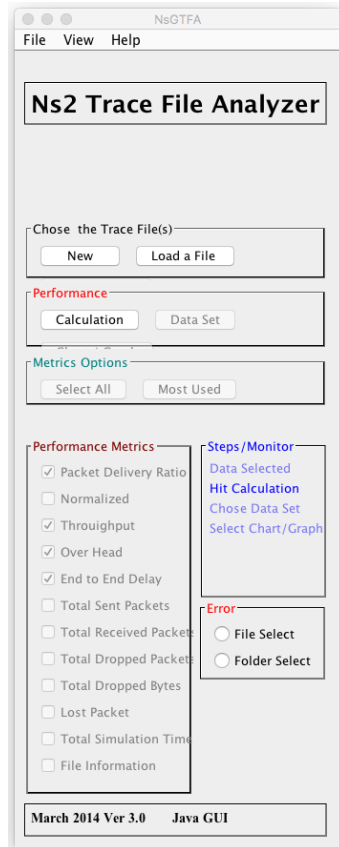 NsGTFA
File View Help
Ns2 Trace File Analyzer
Chose the Trace File(s)
New Load a File
Performance
Calculation Data Set
Metrics Options
Select All Most Used
Performance Metrics
Packet Delivery Ratio
Normalized
Throuighput
Over Head
End to End Delay
Total Sent Packets
Total Received Packets
Total Dropped Packets
Total Dropped Bytes
Lost Packet
Total Simulation Time
File Information
Steps/Monitor
Data Selected
Hit Calculation
Chose Data Set
Select Chart/Graph
Error
File Select
Folder Select
March 2014 Ver 3.0 Java GUI